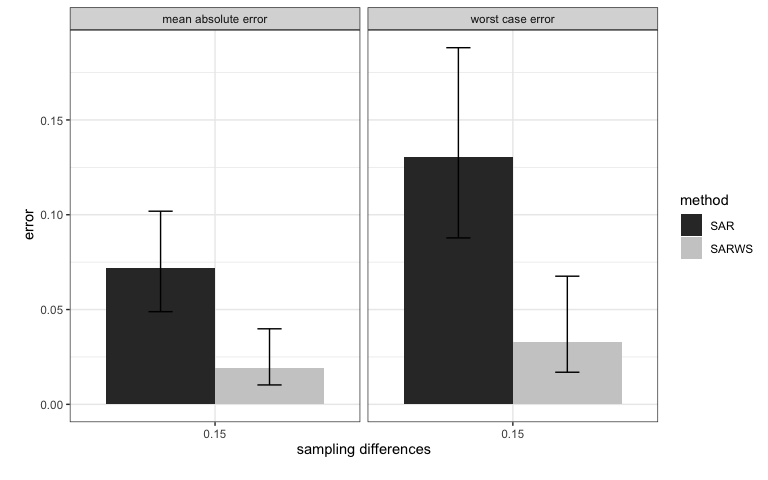 mean absolute error
worst case error
0.15
0.10
0.05
0.00
error
0.15
0.15
sampling differences
method
SAR
SARWS